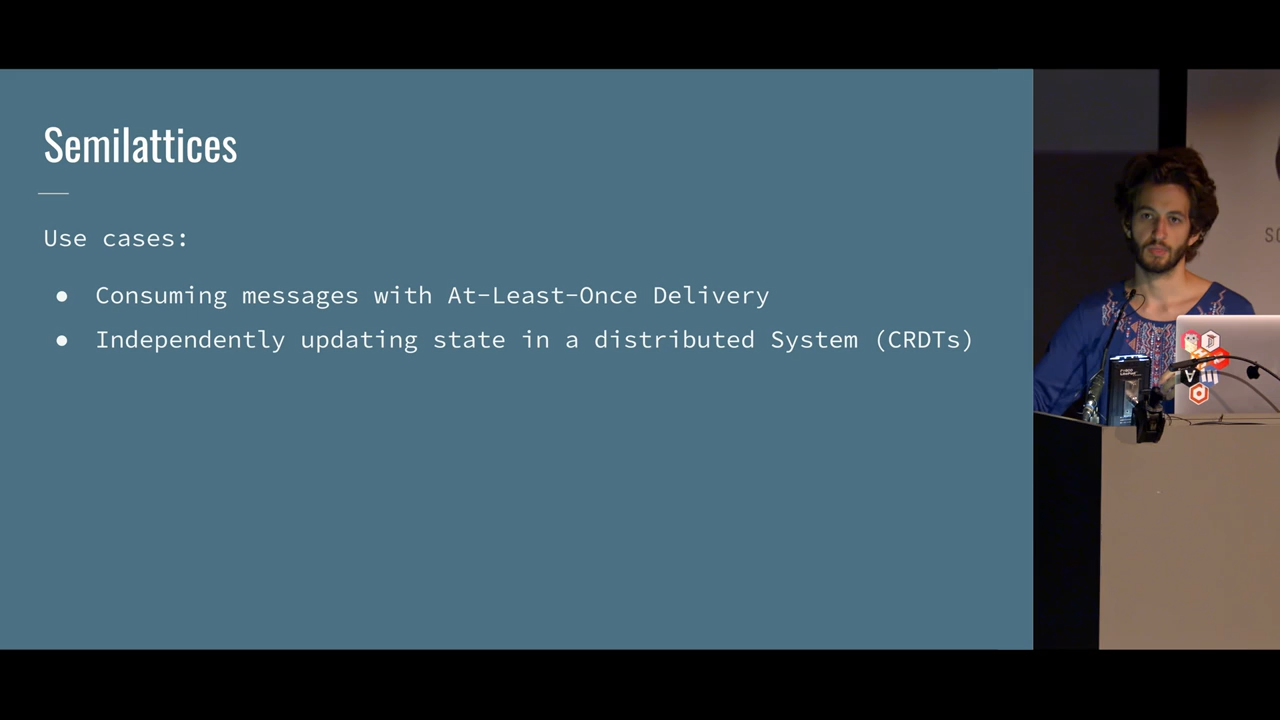 Semilattices
Use cases:
● Consuming messages with At-Least-Once Delivery
● Independently updating state in a distributed System (CRDTs)